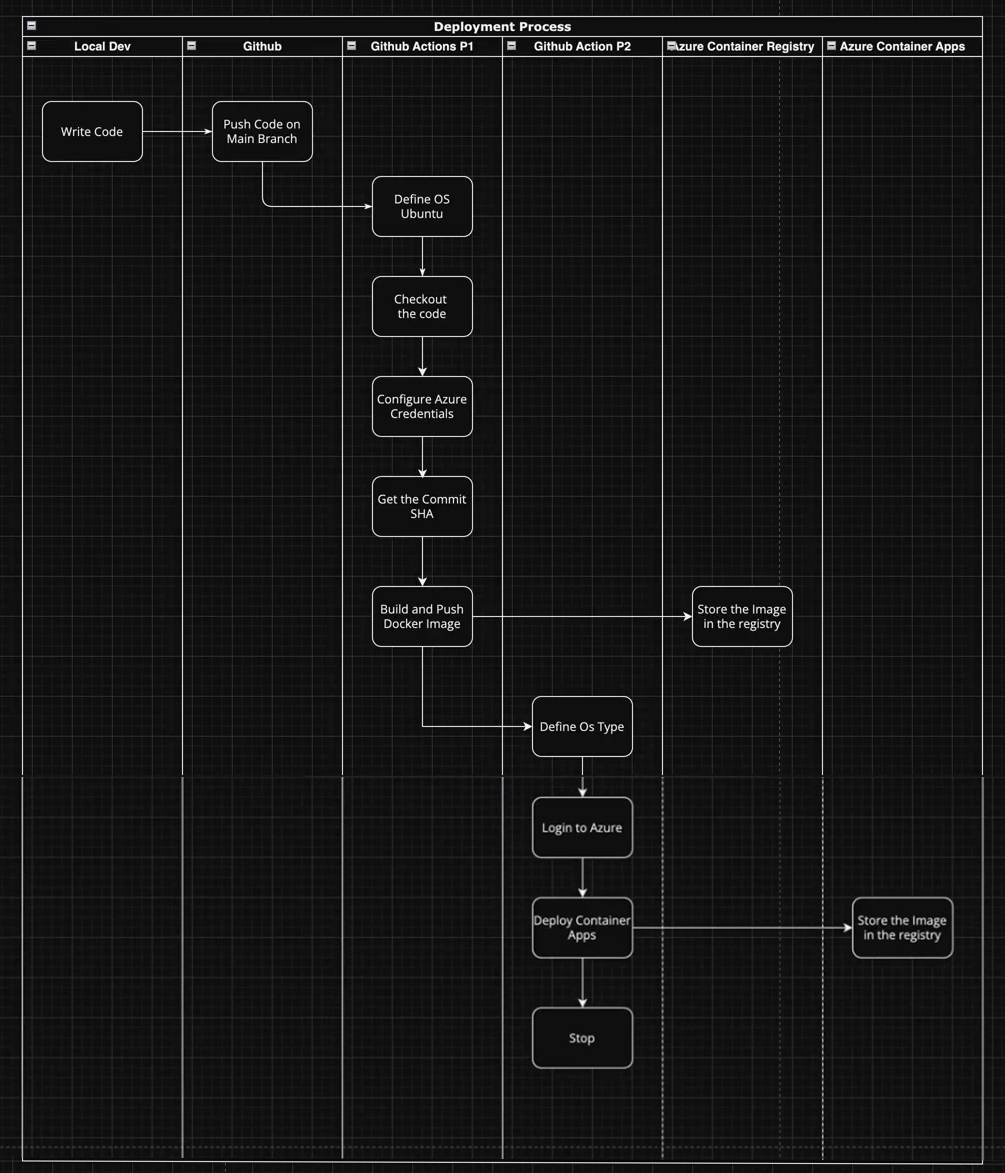 Deployment Process
Local Dev
Github
Github Actions P1
Github Action P2
Azure Container Registry
Azure Container Apps
Write Code
Push Code on
Main Branch
Define OS
Ubuntu
Checkout
the code
Configure Azure
Credentials
Get the Commit
SHA
Build and Push
Docker Image
Store the Image
in the registry
Define Os Type
Login to Azure
Deploy Container
Apps
Store the Image
in the registry
Stop